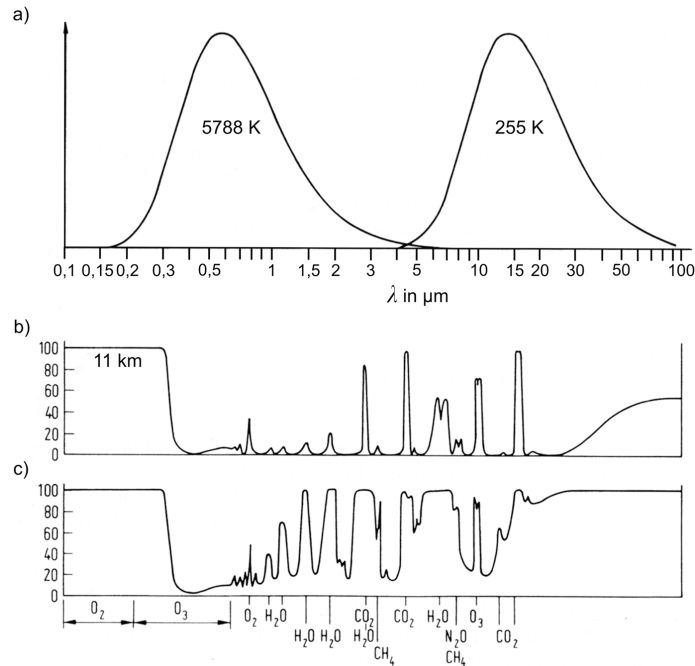 a)
5788 K
255 K
0,1 0,15 0,2 0,3 0,5 1 1,5 2 3 5 10 15 20 30 50 100
λ in µm
b)
100
80
60
40
20
0
11 km
c)
100
80
60
40
20
0
O₂ O₃ O₂ H₂O CO₂ CO₂ H₂O O₃
H₂O H₂O H₂O N₂O CO₂
CH₄ CH₄